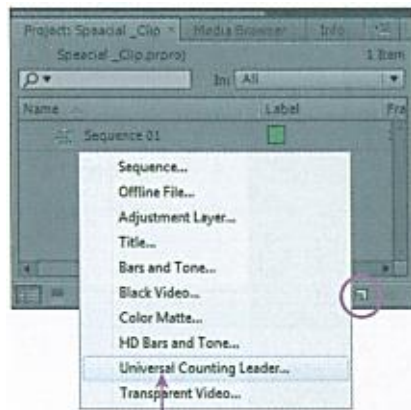 Project: Speacial _Clip × Media Browser Info
Speacial _Clip.prproj 1 Item
In: All
Name Label Fra
Sequence 01
Sequence...
Offline File...
Adjustment Layer...
Title...
Bars and Tone...
Black Video...
Color Matte...
HD Bars and Tone...
Universal Counting Leader...
Transparent Video...